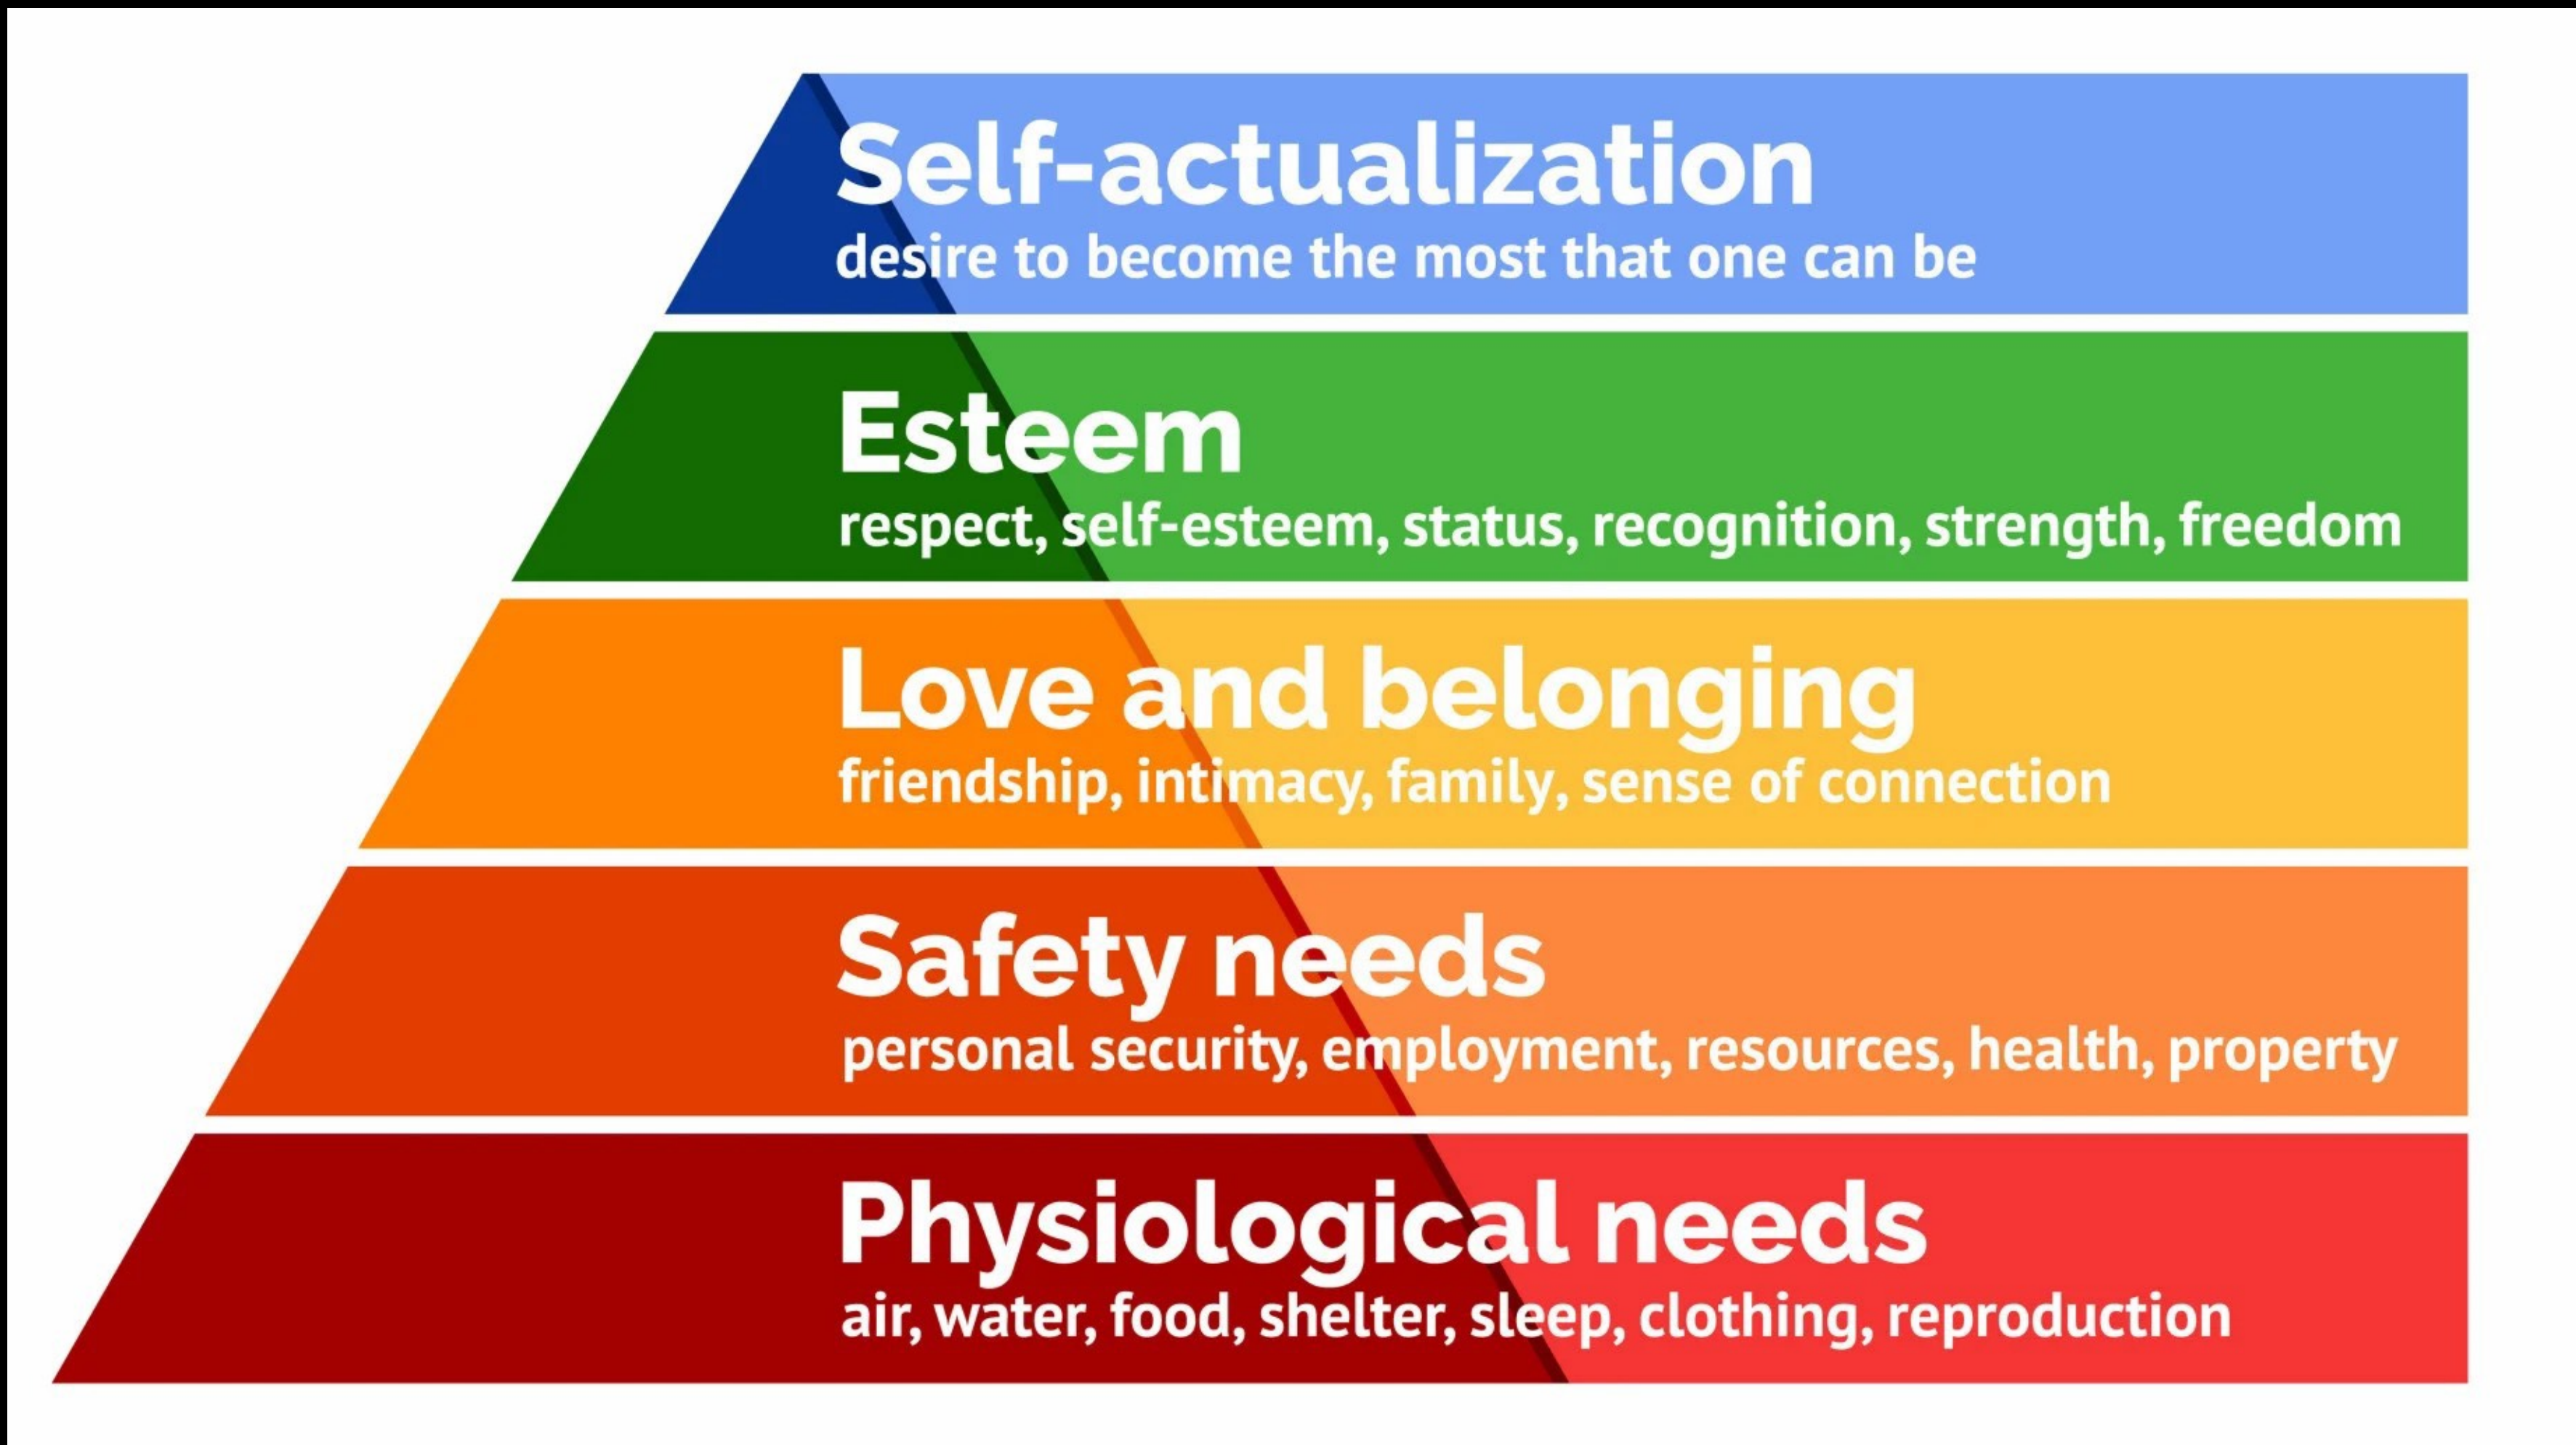 Self-actualization
desire to become the most that one can be
Esteem
respect, self-esteem, status, recognition, strength, freedom
Love and belonging
friendship, intimacy, family, sense of connection
Safety needs
personal security, employment, resources, health, property
Physiological needs
air, water, food, shelter, sleep, clothing, reproduction